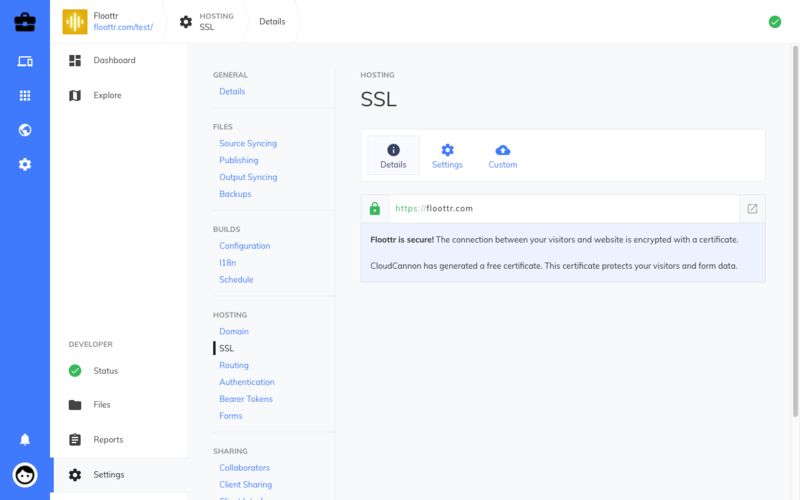 Floottr
floottr.com/test/
HOSTING
SSL
Details
Dashboard
Explore
DEVELOPER
Status
Files
Reports
Settings
GENERAL
Details
FILES
Source Syncing
Publishing
Output Syncing
Backups
BUILDS
Configuration
I18n
Schedule
HOSTING
Domain
SSL
Routing
Authentication
Bearer Tokens
Forms
SHARING
Collaborators
Client Sharing
HOSTING
SSL
Details
Settings
Custom
https://floottr.com
Floottr is secure! The connection between your visitors and website is encrypted with a certificate.
CloudCannon has generated a free certificate. This certificate protects your visitors and form data.